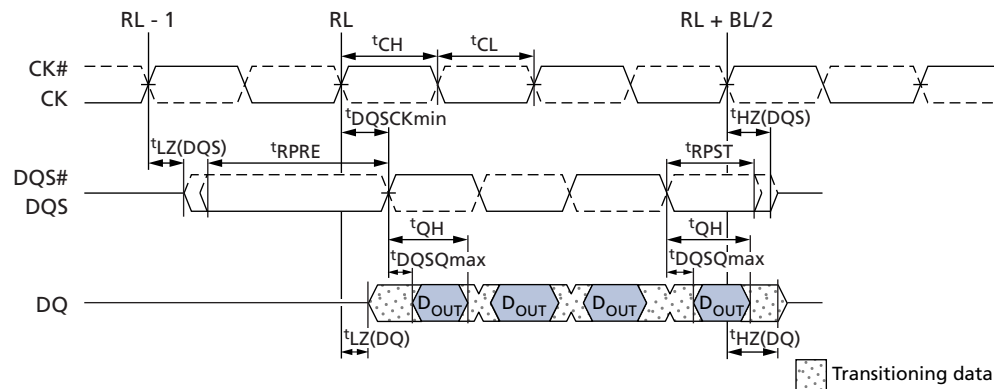 RL - 1 RL RL + BL/2
tCH tCL
CK#
CK
tDQSCKmin tHZ(DQS)
tLZ(DQS) tRPRE tRPST
DQS#
DQS
tQH tQH
tDQSQmax tDQSQmax
DQ DOUT DOUT DOUT DOUT
tLZ(DQ) tHZ(DQ)
Transitioning data